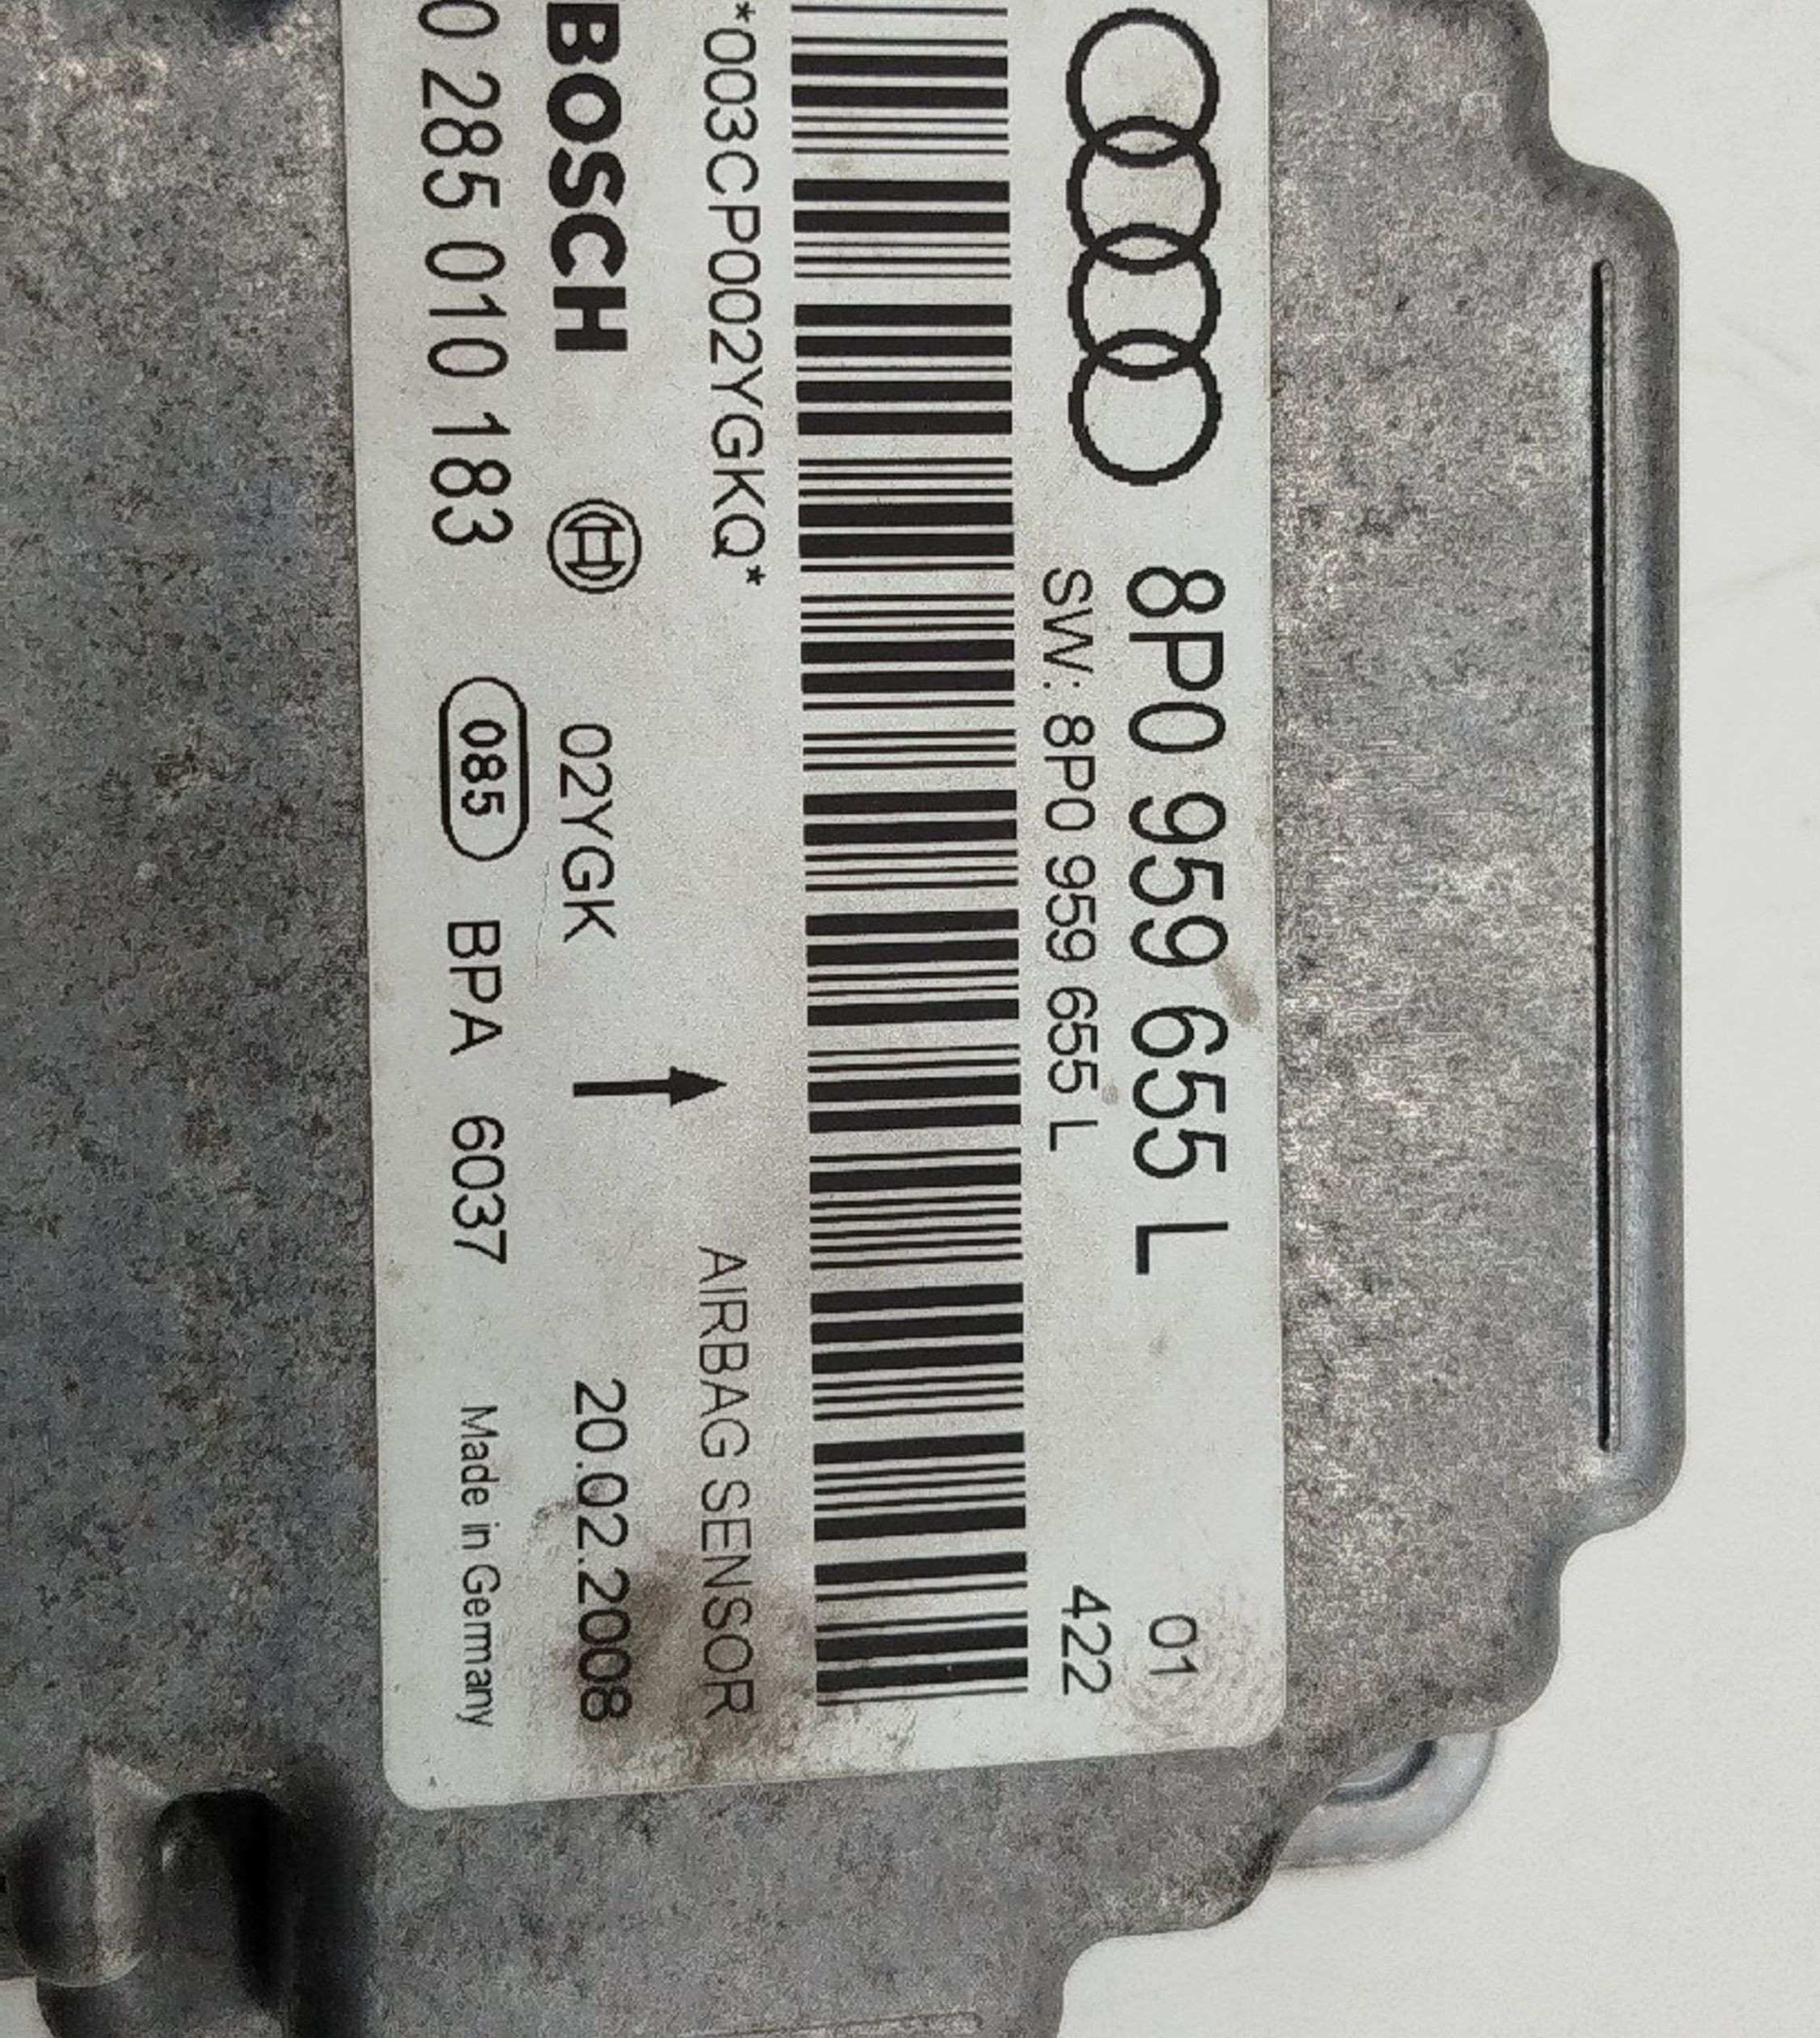 8P0 959 655 L 01
SW: 8P0 959 655 L 422
*003CP002YGKQ* AIRBAG SENSOR
BOSCH 02YGK 20.02.2008
0 285 010 183 085 BPA 6037 Made in Germany